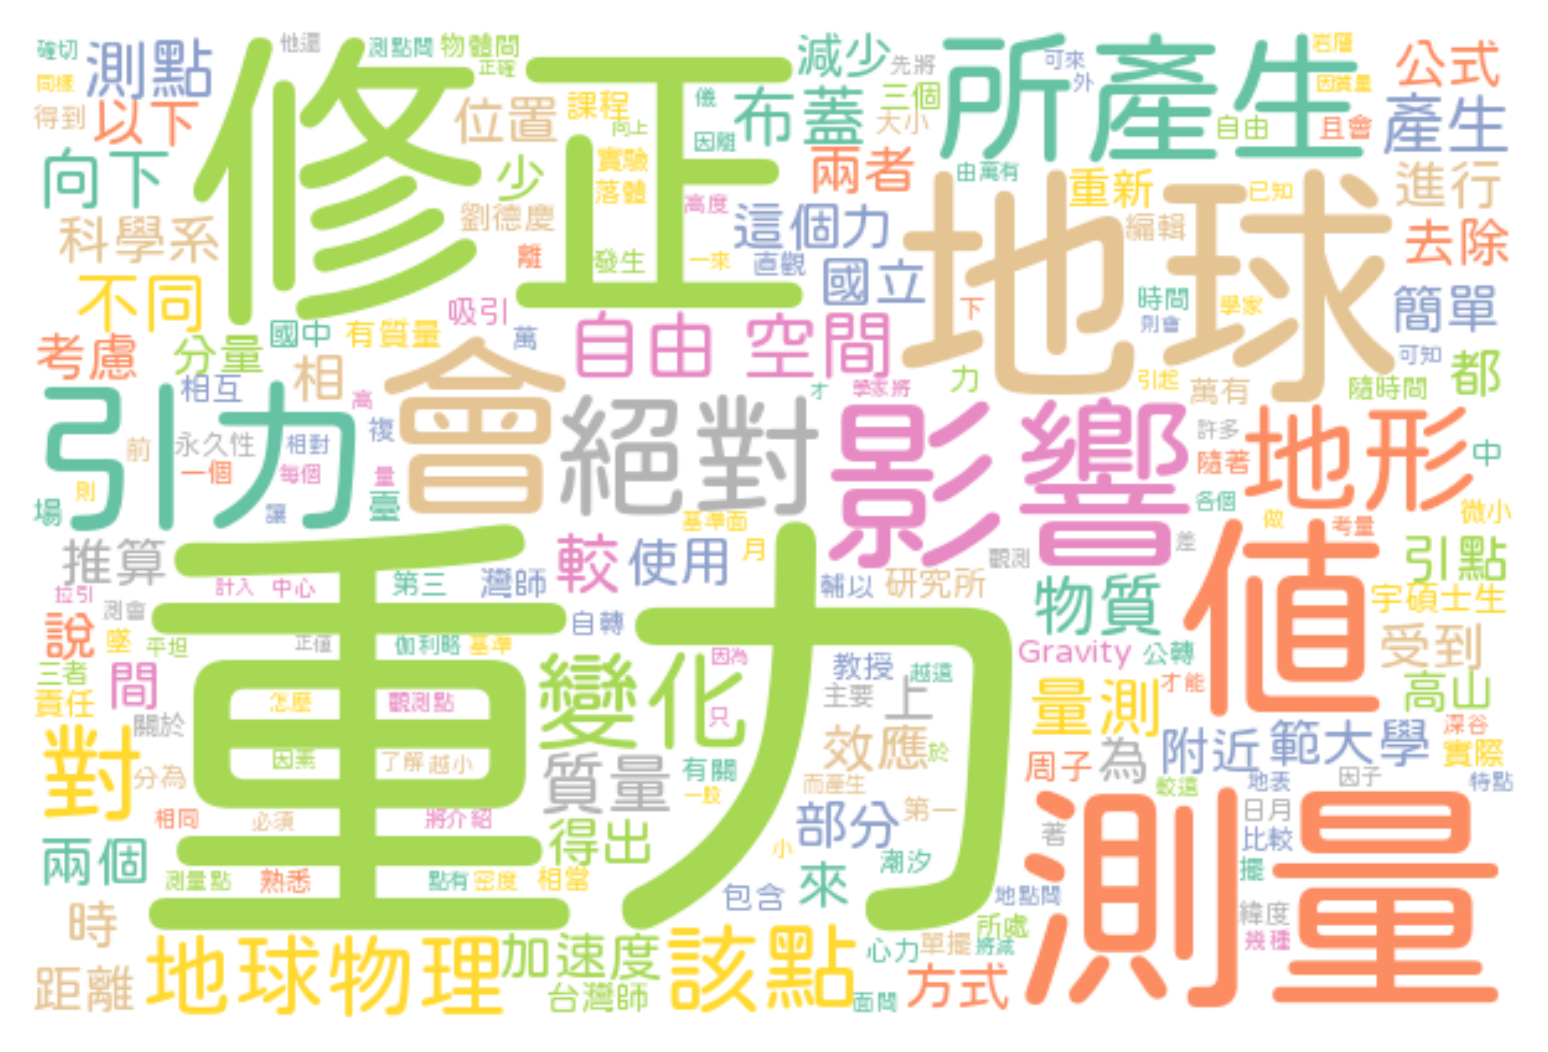 確切
測點
他還
測點間
物體間
正確
減少
先將
所產生
可來
外
岩層
因質量
公式
同樣
得到
以下
修正
位置
課程
向上
儀
因離
布蓋
三個
天小
自由
且會
產生
向下
少
實驗
落體
兩者
由萬有
重新
已知
進行
科學系
劉德慶
離
發生
高度
一來
這個力
直觀
國立
地球
編輯
去除
不同
吸引
萬
下
時間
則會
學家
簡單
考慮
分量
國中
有質量
相
自由 空間
力
引起
萬有
可知
隨時間
都
相互
高
會
才
學家將
引力
前
永久性
一個
相對
每個
複
量
臺
則
場
讓
絕對
基準面
影響
許多
隨著
地形
中
各個
做
考量
微小
推算
計入
中心
第三
灣師
較
使用
月
觀測
差
值
引點
拉引
測會
說
墜
平坦
正值
伽利略
基準
自轉
輔以
研究所
物質
Gravity
公轉
宇碩士生
受到
三者
責任
間
重力
變化
因為
只
教授
主要
越遠
上
量測
才能
高山
關於
對
分為
怎麼
觀測點
因素
了解
越小
質量
有關
一般
效應
於
而產生
周子
為
附近
較遠
範大學
地表
因子
深谷
實際
特點
相同
必須
將介紹
得出
小
部分
第一
著
測量
日月
比較
擺
兩個
測量點
熟悉
點有
密度
相當
包含
來
潮汐
地點間
緯度
幾種
時
距離
地球物理
加速度
台灣師
該點
面間
心力
單擺
所處
將減
方式